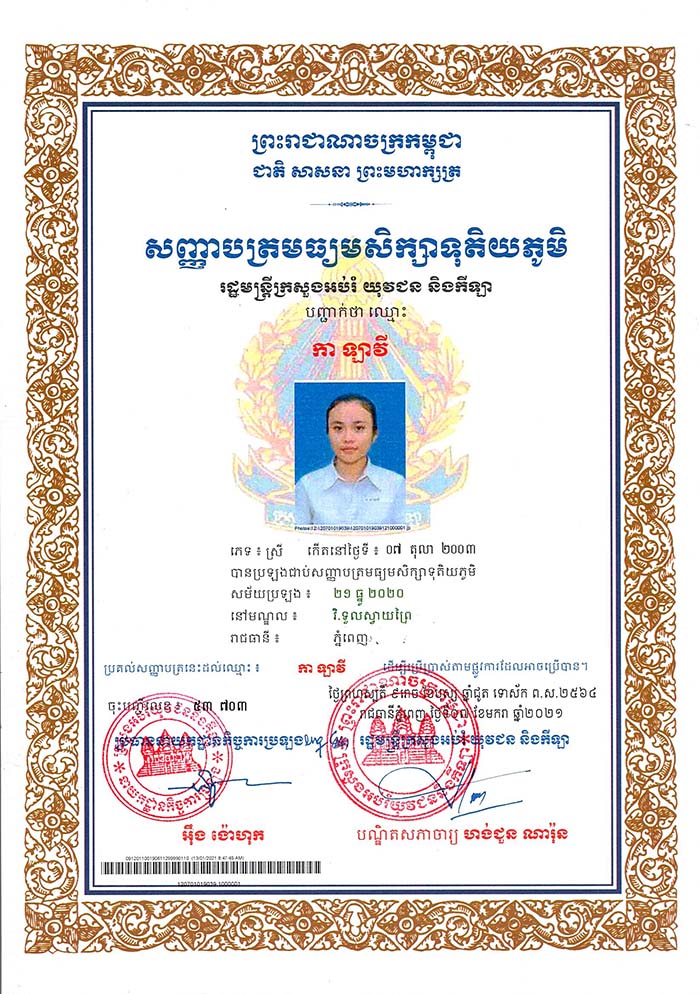 ព្រះរាជាណាចក្រកម្ពុជា
ជាតិ សាសនា ព្រះមហាក្សត្រ
សញ្ញាបត្រមធ្យមសិក្សាទុតិយភូមិ
រដ្ឋមន្ត្រីក្រសួងអប់រំ យុវជន និងកីឡា
បញ្ជាក់ថា ឈ្មោះ
កា ឡាវី
ភេទ ៖ ស្រី កើតនៅថ្ងៃទី ៖ ០៧ តុលា ២០០៣
បានប្រឡងជាប់សញ្ញាបត្រមធ្យមសិក្សាទុតិយភូមិ
សម័យប្រឡង ៖ ២១ ធ្នូ ២០២០
នៅមណ្ឌល ៖ វិ.ទួលស្វាយព្រៃ
រាជធានី ៖ ភ្នំពេញ
ប្រគល់សញ្ញាបត្រនេះដល់ឈ្មោះ ៖ កា ឡាវី ដើម្បីប្រើប្រាស់តាមផ្លូវការដែលអាចប្រើបាន។
ថ្ងៃព្រហស្បតិ៍ ៩រោច ខែបុស្ស ឆ្នាំជូត ទោស័ក ព.ស.២៥៦៤
ចុះបញ្ជីលេខ ៖ ៥៣ ៧០៣
រាជធានីភ្នំពេញ ថ្ងៃទី០៧ ខែមករា ឆ្នាំ២០២១
ប្រធាននាយកដ្ឋានកិច្ចការប្រឡង
រដ្ឋមន្ត្រីក្រសួងអប់រំ យុវជន និងកីឡា
អ៊ឹង ង៉ោហុក
បណ្ឌិតសភាចារ្យ ហង់ជួន ណារ៉ុន
(13/01/2021 8:47:45 AM)
120701019039 1000001